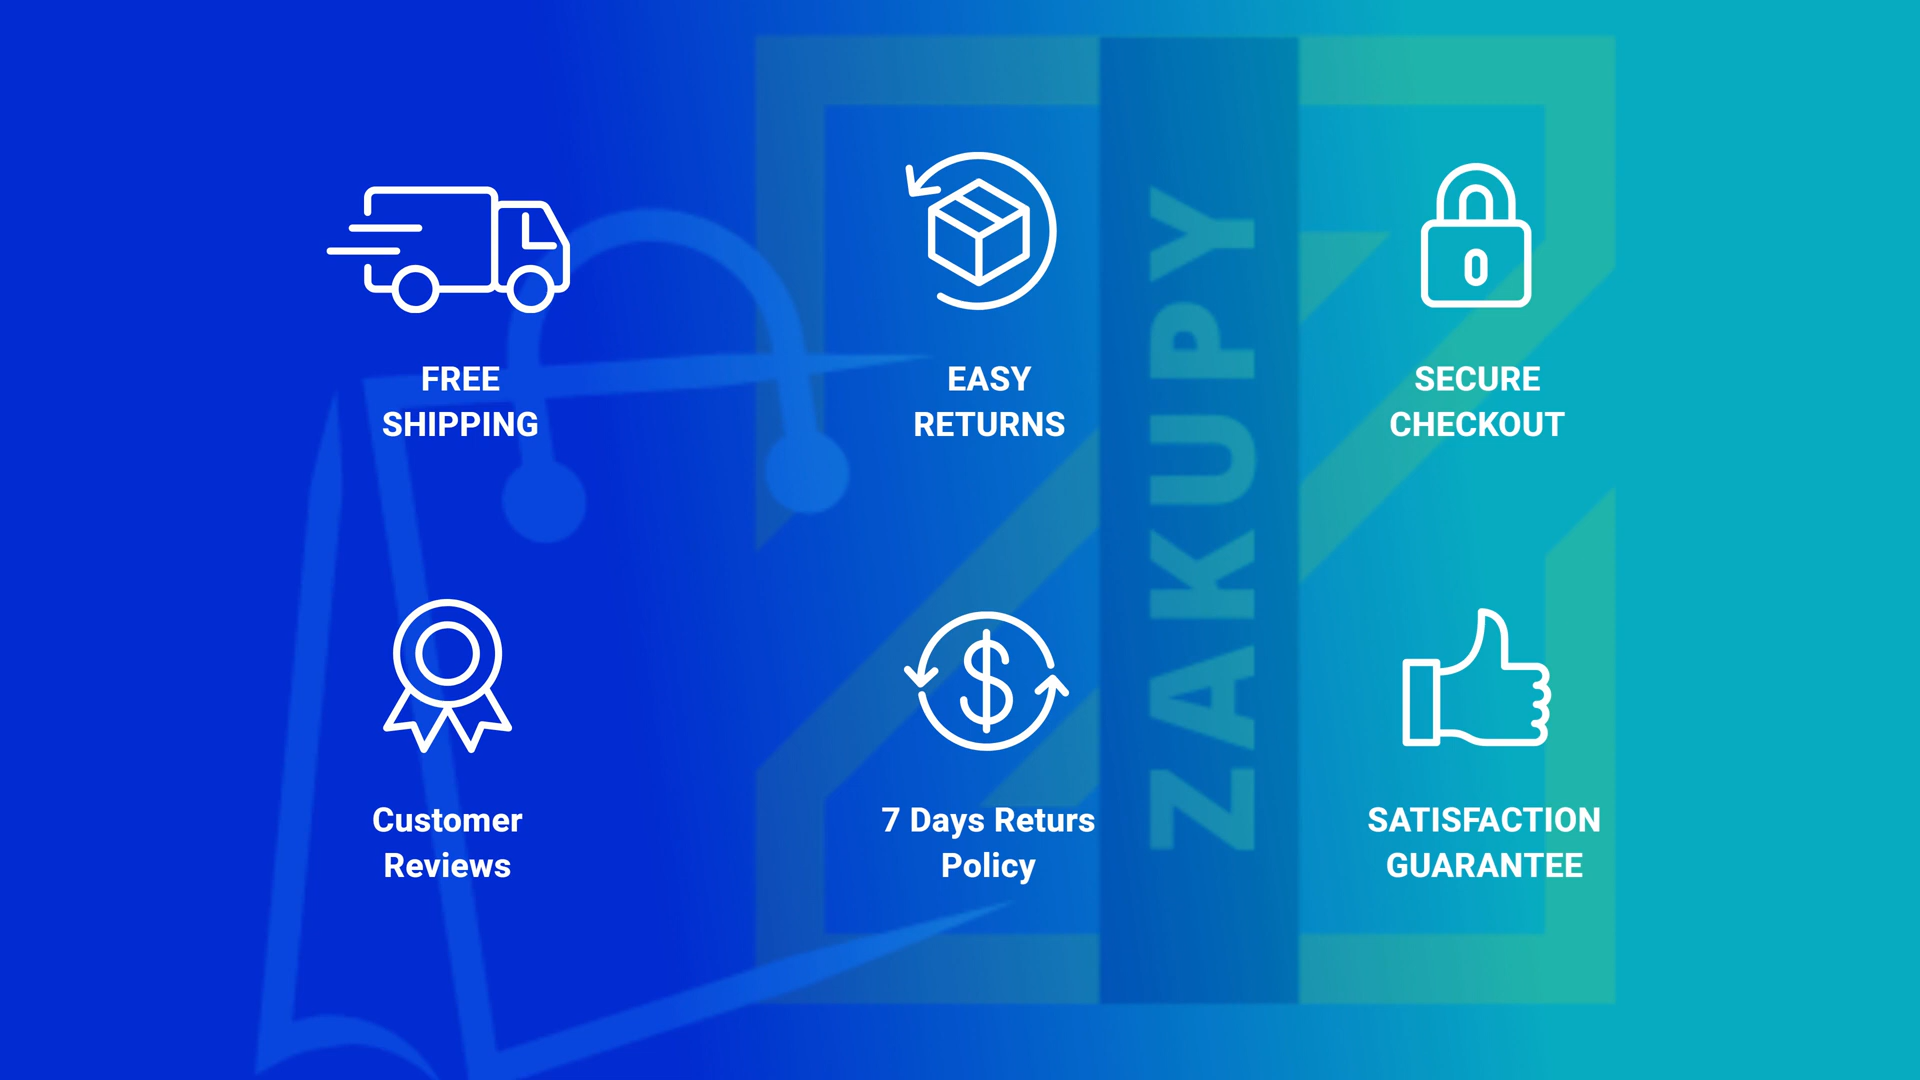 FREE
SHIPPING
EASY
RETURNS
SECURE
CHECKOUT
ZAKUPY
Customer
Reviews
7 Days Returs
Policy
SATISFACTION
GUARANTEE